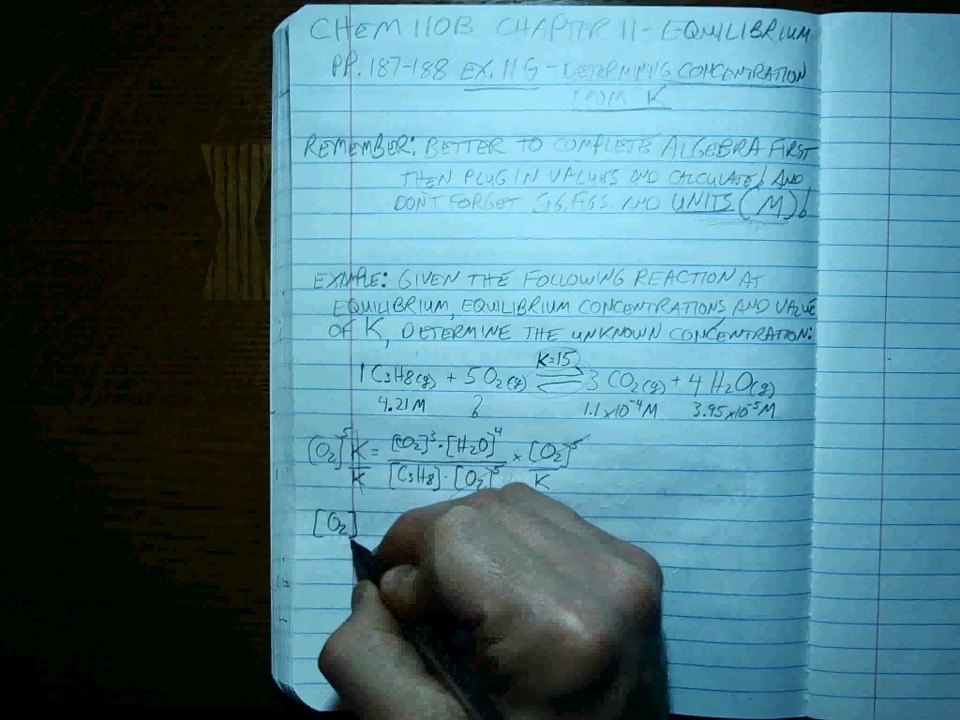 CHEM 110B CHAPTER 11 - EQUILIBRIUM
PP. 187-188 EX. 11G - DETERMINING CONCENTRATION
FROM K
REMEMBER: BETTER TO COMPLETE ALGEBRA FIRST
THEN PLUG IN VALUES AND CALCULATE! AND
DON'T FORGET SIG. FIGS. AND UNITS (M)!
EXAMPLE: GIVEN THE FOLLOWING REACTION AT
EQUILIBRIUM, EQUILIBRIUM CONCENTRATIONS AND VALUE
OF K, DETERMINE THE UNKNOWN CONCENTRATION:
K=15
1 C3H8(g) + 5 O2(g) ⇌ 3 CO2(g) + 4 H2O(g)
4.21 M ? 1.1x10^-4 M 3.95x10^-5 M
[O2]^5 K/K = [CO2]^3·[H2O]^4/[C3H8]·[O2]^5 × [O2]^5/K
[O2]